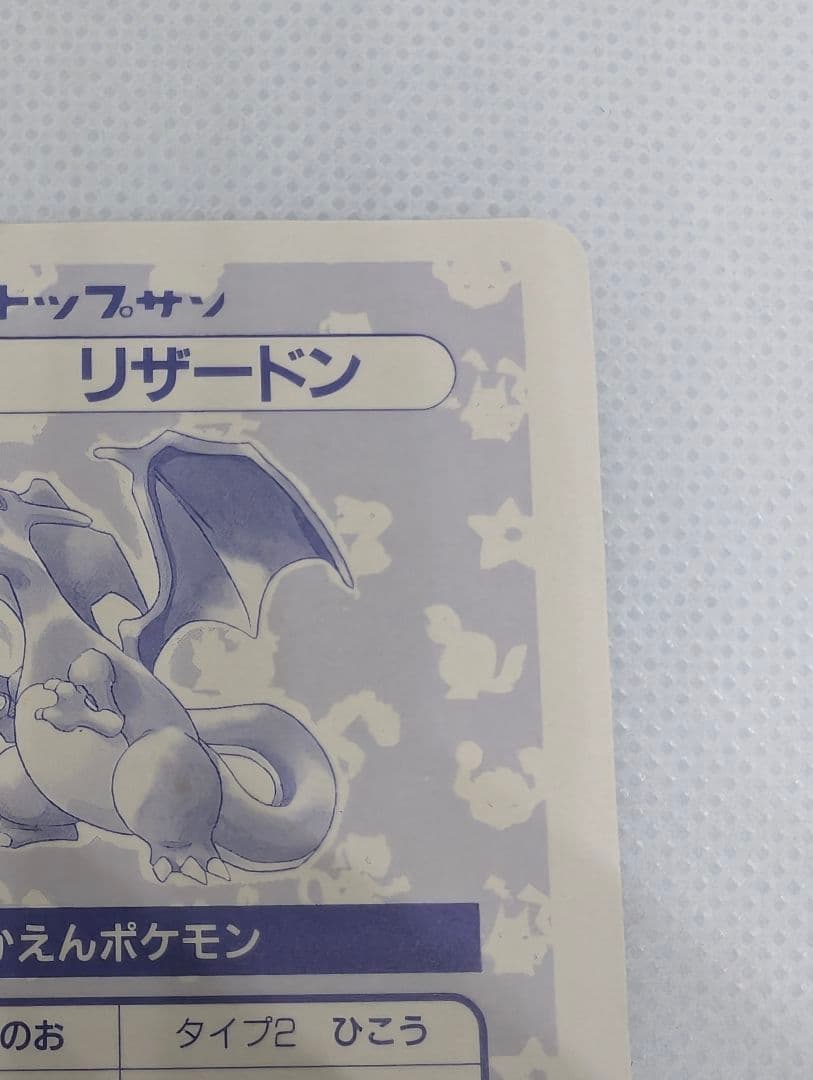 トップサン
リザードン
かえんポケモン
のお タイプ2 ひこう